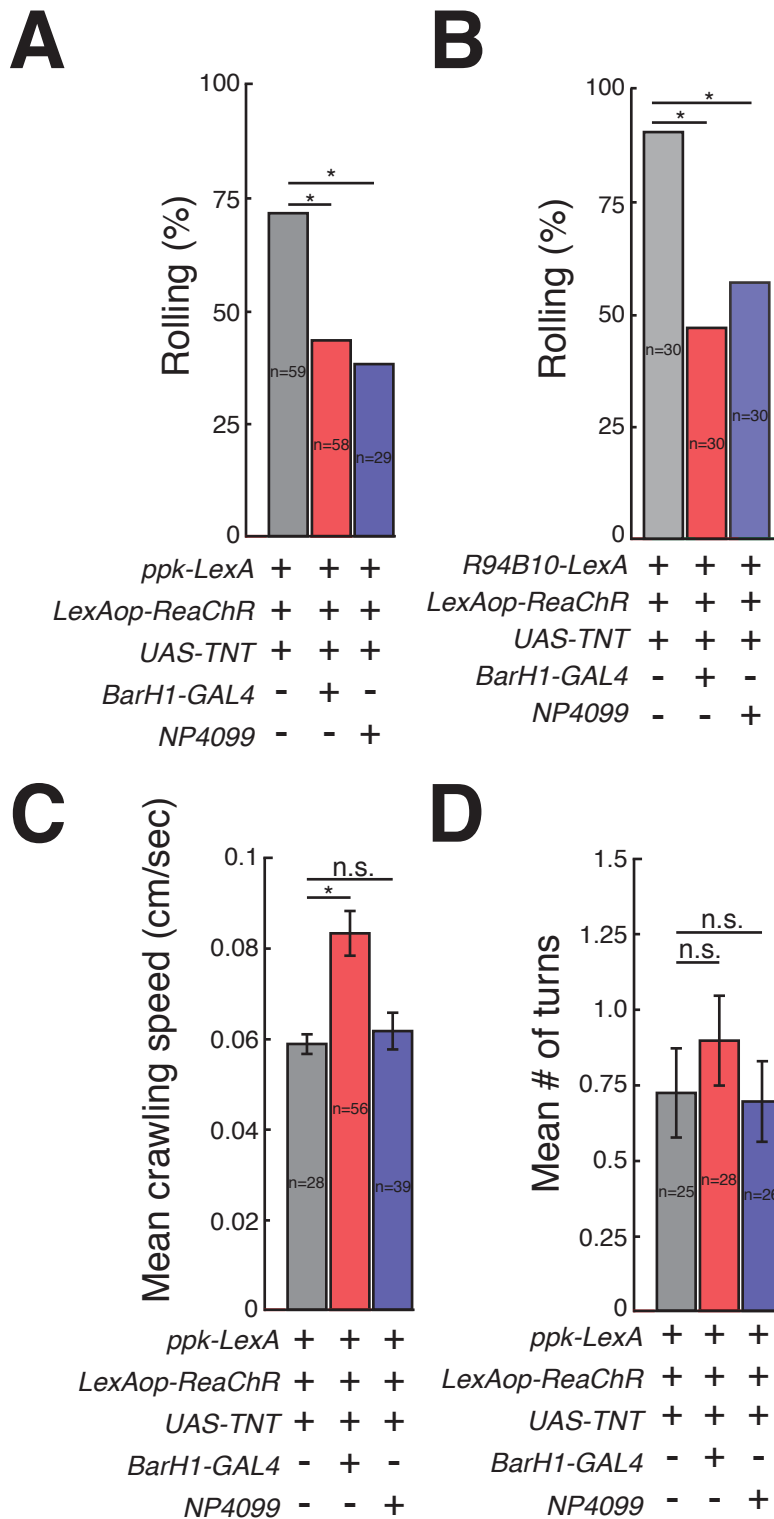 A
100
75
50
25
0
Rolling (%)
*
*
n=59
n=58
n=29
ppk-LexA + + +
LexAop-ReaChR + + +
UAS-TNT + + +
BarH1-GAL4 - + -
NP4099 - - +
B
100
75
50
25
0
Rolling (%)
*
*
n=30
n=30
n=30
R94B10-LexA + + +
LexAop-ReaChR + + +
UAS-TNT + + +
BarH1-GAL4 - + -
NP4099 - - +
C
0.1
0.08
0.06
0.04
0.02
0
Mean crawling speed (cm/sec)
n.s.
*
n=28
n=56
n=39
ppk-LexA + + +
LexAop-ReaChR + + +
UAS-TNT + + +
BarH1-GAL4 - + -
NP4099 - - +
D
1.5
1.25
1.0
0.75
0.5
0.25
0
Mean # of turns
n.s.
n.s.
n=25
n=28
n=26
ppk-LexA + + +
LexAop-ReaChR + + +
UAS-TNT + + +
BarH1-GAL4 - + -
NP4099 - - +